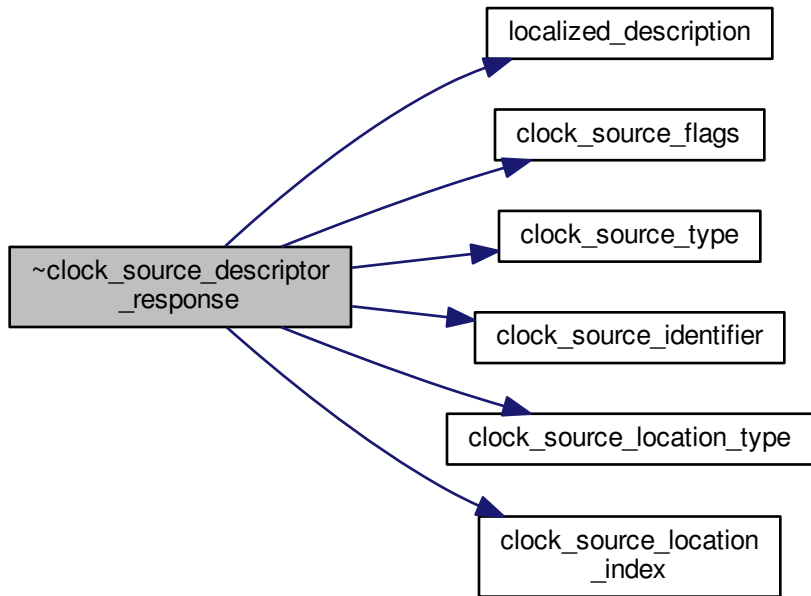 localized_description
clock_source_flags
clock_source_type
~clock_source_descriptor
_response
clock_source_identifier
clock_source_location_type
clock_source_location
_index